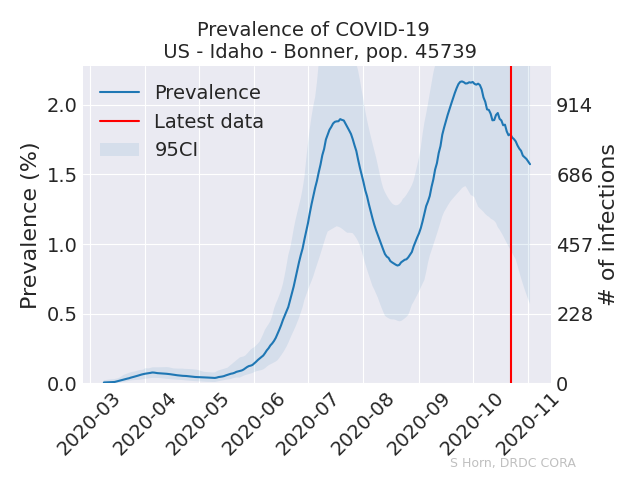 Prevalence of COVID-19
US - Idaho - Bonner, pop. 45739
Prevalence
Latest data
95CI
Prevalence (%)
2.0
1.5
1.0
0.5
0.0
914
686
457
228
0
# of infections
2020-03
2020-04
2020-05
2020-06
2020-07
2020-08
2020-09
2020-10
2020-11
S Horn, DRDC CORA